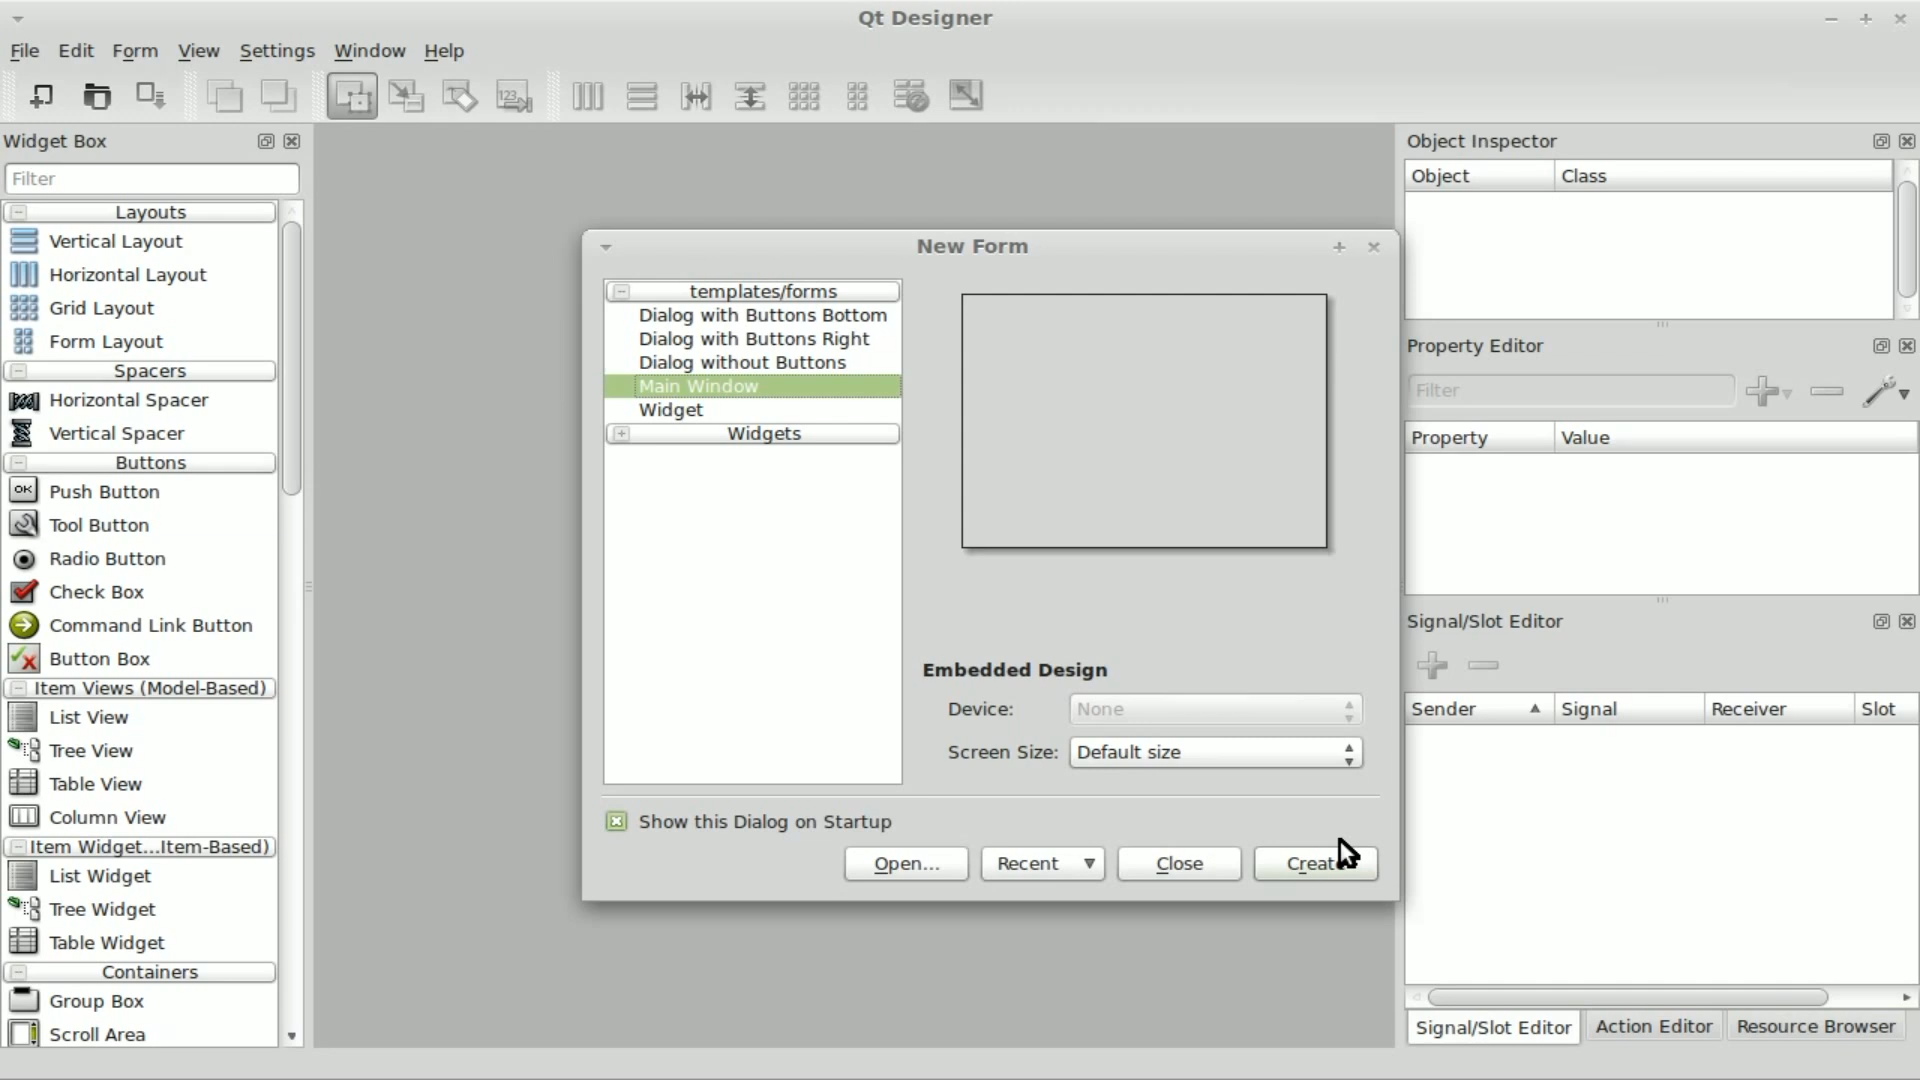 Qt Designer
File Edit Form View Settings Window Help
Widget Box
Filter
Layouts
Vertical Layout
Horizontal Layout
Grid Layout
Form Layout
Spacers
Horizontal Spacer
Vertical Spacer
Buttons
OK
Push Button
Tool Button
Radio Button
Check Box
Command Link Button
Button Box
Item Views (Model-Based)
List View
Tree View
Table View
Column View
Item Widget...Item-Based)
List Widget
Tree Widget
Table Widget
Containers
Group Box
Scroll Area
123
New Form
templates/forms
Dialog with Buttons Bottom
Dialog with Buttons Right
Dialog without Buttons
Main Window
Widget
Widgets
Embedded Design
Device: None
Screen Size: Default size
Show this Dialog on Startup
Open... Recent Close Create
Object Inspector
Object Class
Property Editor
Filter
Property Value
Signal/Slot Editor
Sender Signal Receiver Slot
Signal/Slot Editor Action Editor Resource Browser